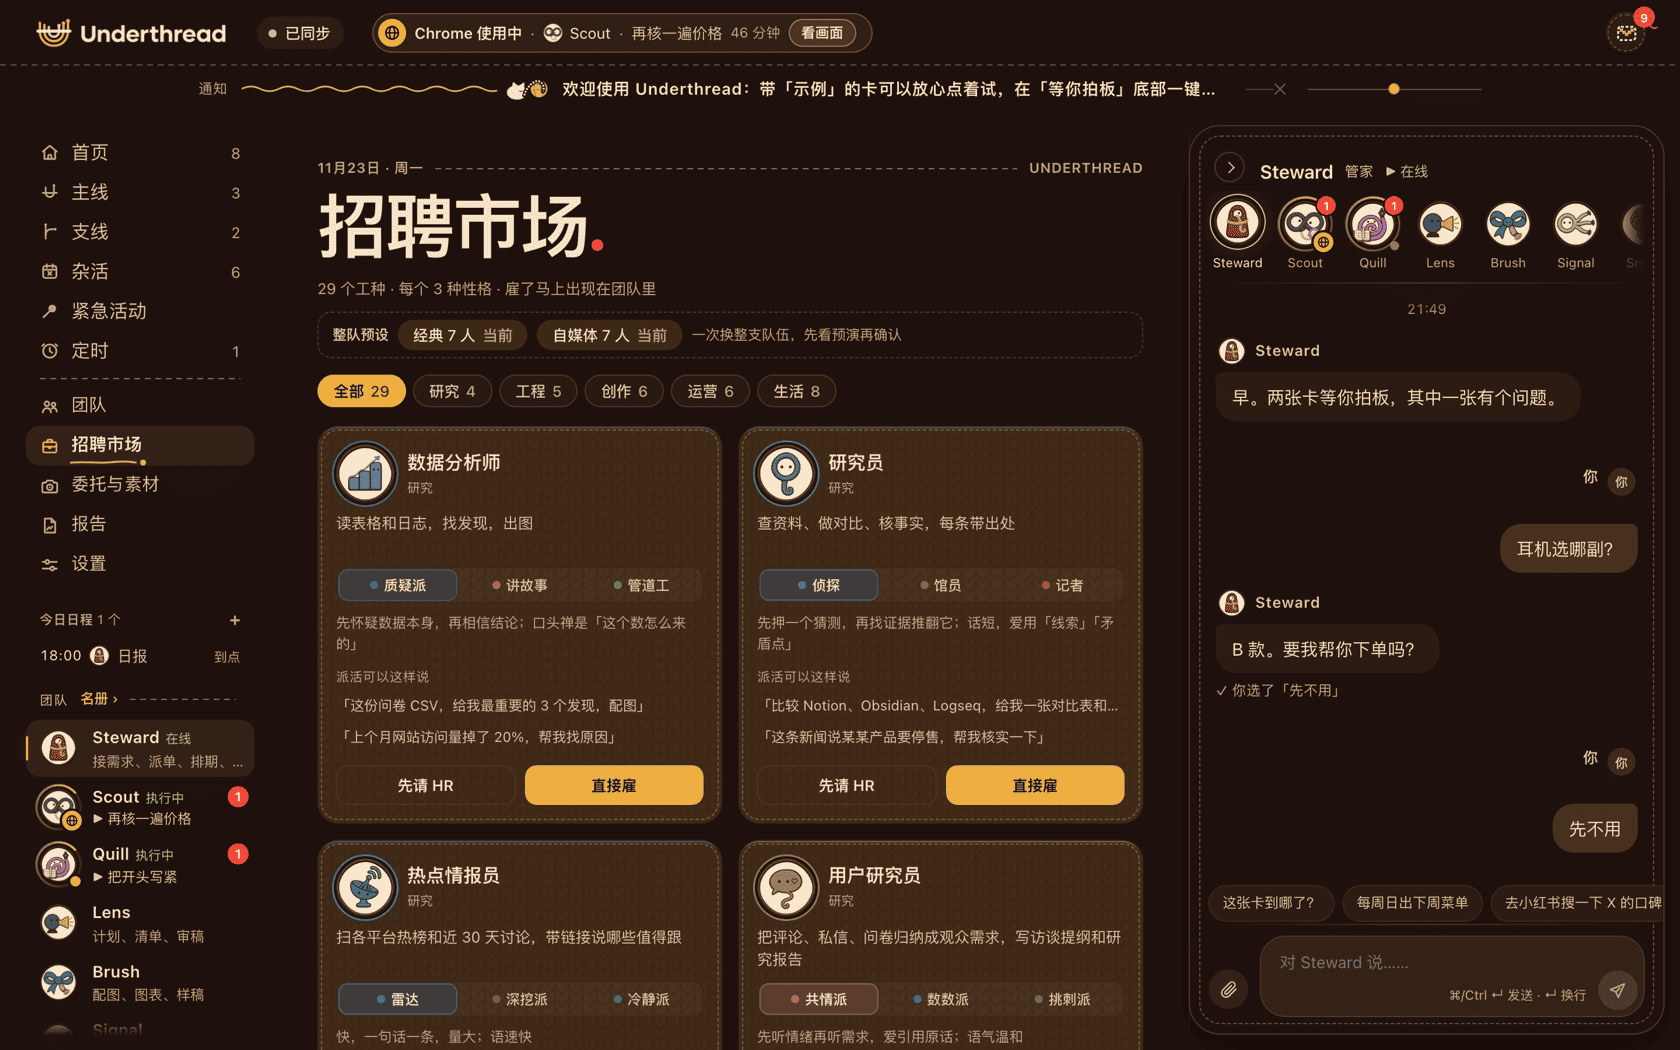 Underthread
已同步
Chrome 使用中 · Scout · 再核一遍价格 46 分钟 看画面
9
通知
欢迎使用 Underthread：带「示例」的卡可以放心点着试，在「等你拍板」底部一键…
首页 8
主线 3
支线 2
杂活 6
紧急活动
定时 1
团队
招聘市场
委托与素材
报告
设置
今日日程 1 个 +
18:00 日报 到点
团队 名册 ›
Steward 在线
接需求、派单、排期、…
Scout 执行中 1
▶ 再核一遍价格
Quill 执行中 1
▶ 把开头写紧
Lens
计划、清单、审稿
Brush
配图、图表、样稿
Signal
11月23日 · 周一 UNDERTHREAD
招聘市场.
29 个工种 · 每个 3 种性格 · 雇了马上出现在团队里
整队预设 经典 7 人 当前 自媒体 7 人 当前 一次换整支队伍，先看预演再确认
全部 29 研究 4 工程 5 创作 6 运营 6 生活 8
数据分析师
研究
读表格和日志，找发现，出图
质疑派 讲故事 管道工
先怀疑数据本身，再相信结论；口头禅是「这个数怎么来
的」
派活可以这样说
「这份问卷 CSV，给我最重要的 3 个发现，配图」
「上个月网站访问量掉了 20%，帮我找原因」
先请 HR 直接雇
研究员
研究
查资料、做对比、核事实，每条带出处
侦探 馆员 记者
先押一个猜测，再找证据推翻它；话短，爱用「线索」「矛
盾点」
派活可以这样说
「比较 Notion、Obsidian、Logseq，给我一张对比表和…
「这条新闻说某某产品要停售，帮我核实一下」
先请 HR 直接雇
热点情报员
研究
扫各平台热榜和近 30 天讨论，带链接说哪些值得跟
雷达 深挖派 冷静派
快，一句话一条，量大；语速快
用户研究员
研究
把评论、私信、问卷归纳成观众需求，写访谈提纲和研
究报告
共情派 数数派 挑刺派
先听情绪再听需求，爱引用原话；语气温和
Steward 管家 ▶ 在线
1 1
Steward Scout Quill Lens Brush Signal
21:49
Steward
早。两张卡等你拍板，其中一张有个问题。
你 你
耳机选哪副？
Steward
B 款。要我帮你下单吗？
✓ 你选了「先不用」
你 你
先不用
这张卡到哪了？ 每周日出下周菜单 去小红书搜一下 X 的口碑
对 Steward 说……
⌘/Ctrl ↵ 发送 · ↵ 换行